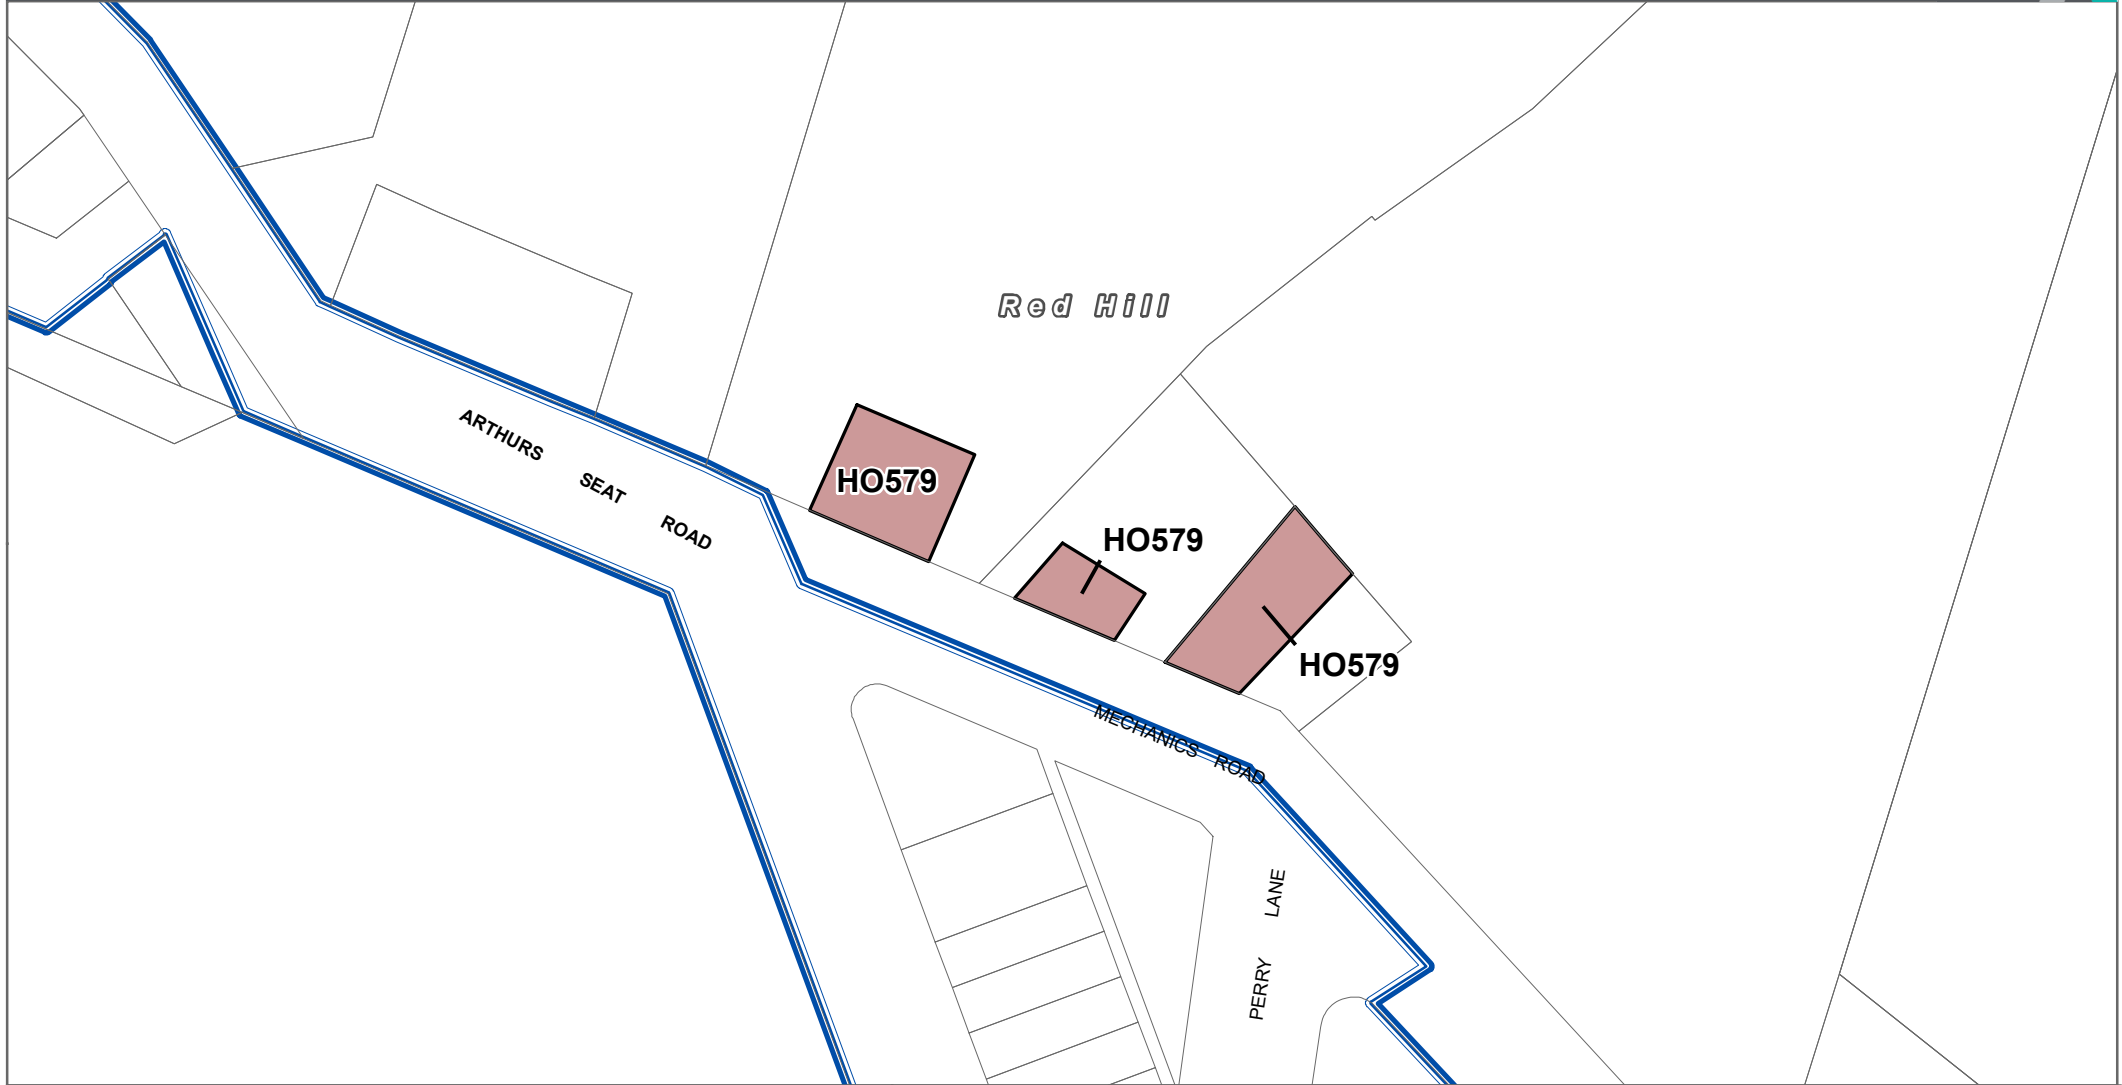 Red Hill
ARTHURS SEAT ROAD
HO579
HO579
HO579
MECHANICS ROAD
PERRY LANE